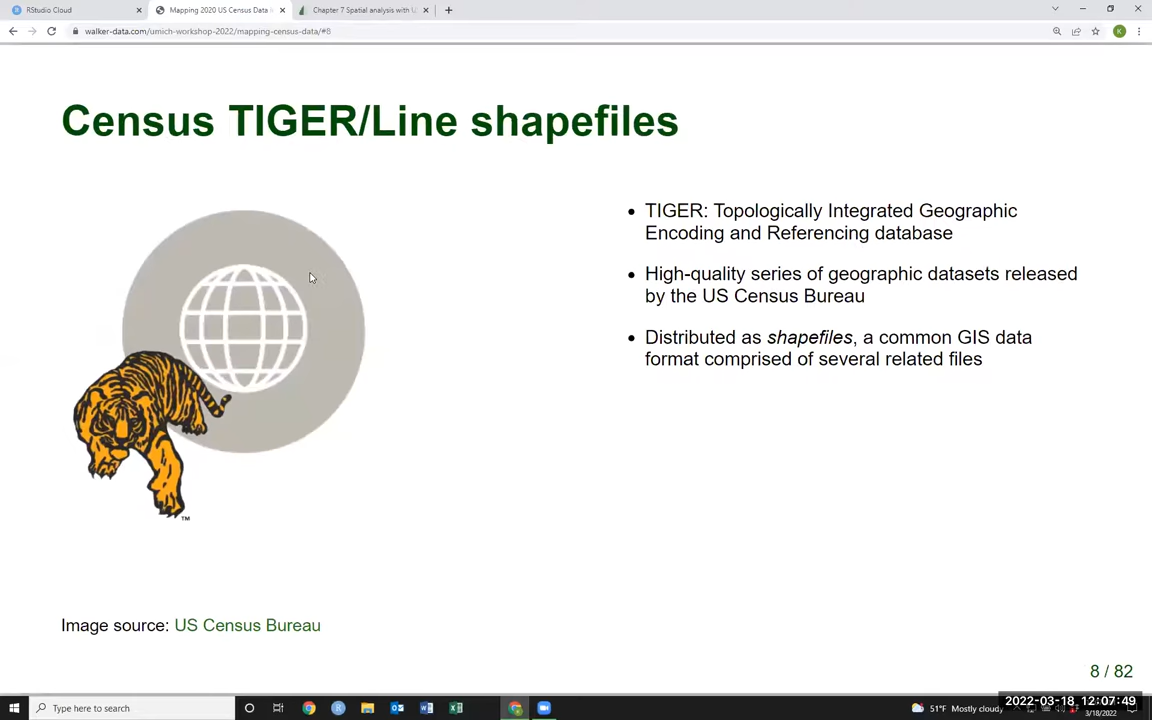 RStudio Cloud
Mapping 2020 US Census Data
Chapter 7 Spatial analysis with U
walker-data.com/umich-workshop-2022/mapping-census-data/#8
K
Census TIGER/Line shapefiles
TIGER: Topologically Integrated Geographic
Encoding and Referencing database
High-quality series of geographic datasets released
by the US Census Bureau
Distributed as shapefiles, a common GIS data
format comprised of several related files
TM
Image source: US Census Bureau
8 / 82
Type here to search
51°F Mostly cloudy
2022-03-18 12:07:49
3/18/2022